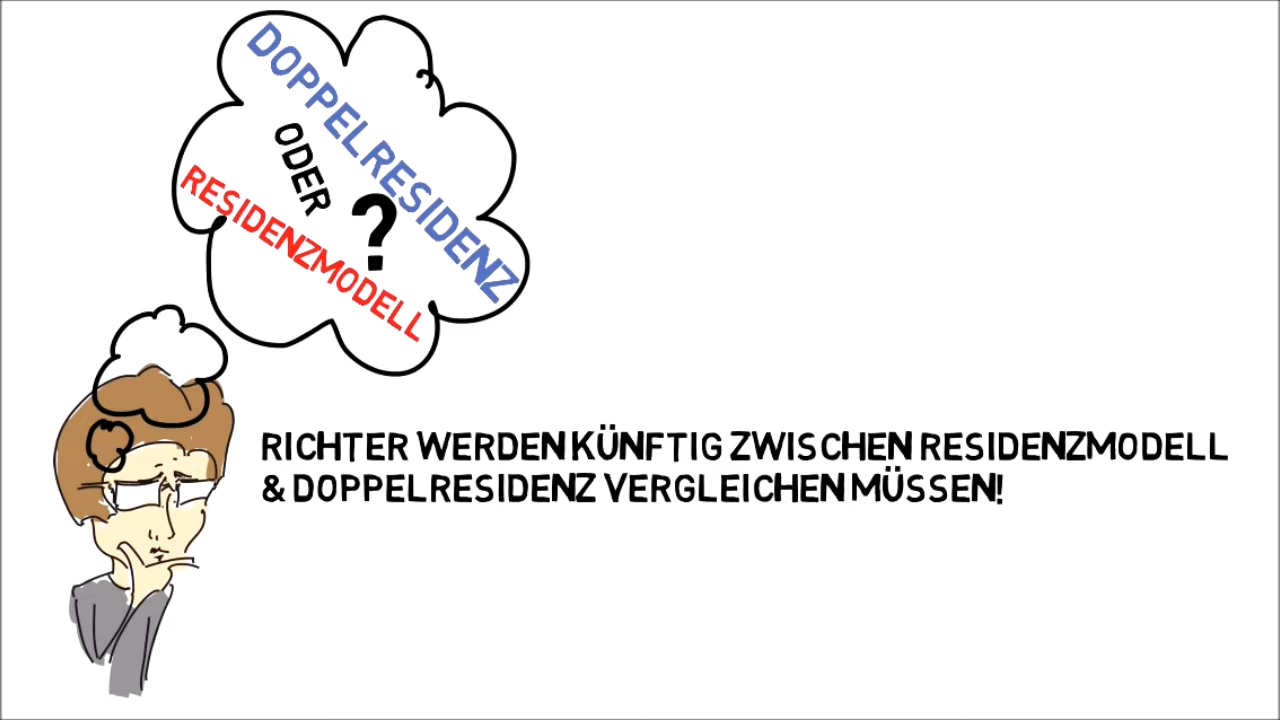 DOPPELRESIDENZ
ODER
RESIDENZMODELL
?
RICHTER WERDEN KÜNFTIG ZWISCHEN RESIDENZMODELL
& DOPPELRESIDENZ VERGLEICHEN MÜSSEN!